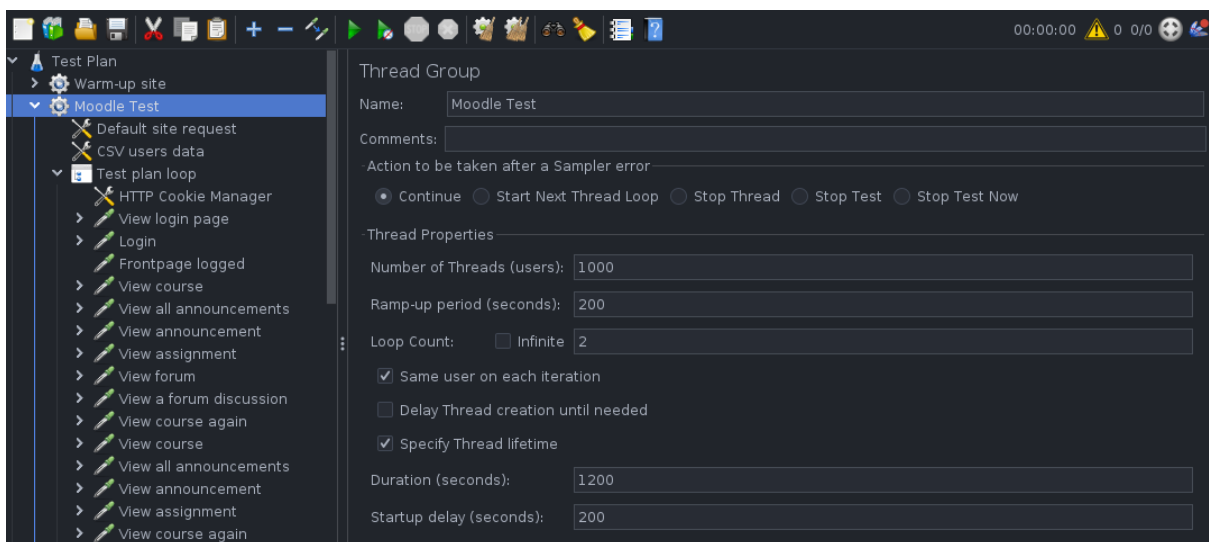 00:00:00 0 0/0
Test Plan
Warm-up site
Moodle Test
Default site request
CSV users data
Test plan loop
HTTP Cookie Manager
View login page
Login
Frontpage logged
View course
View all announcements
View announcement
View assignment
View forum
View a forum discussion
View course again
View course
View all announcements
View announcement
View assignment
View course again
Thread Group
Name: Moodle Test
Comments:
Action to be taken after a Sampler error
Continue Start Next Thread Loop Stop Thread Stop Test Stop Test Now
Thread Properties
Number of Threads (users): 1000
Ramp-up period (seconds): 200
Loop Count: Infinite 2
Same user on each iteration
Delay Thread creation until needed
Specify Thread lifetime
Duration (seconds): 1200
Startup delay (seconds): 200